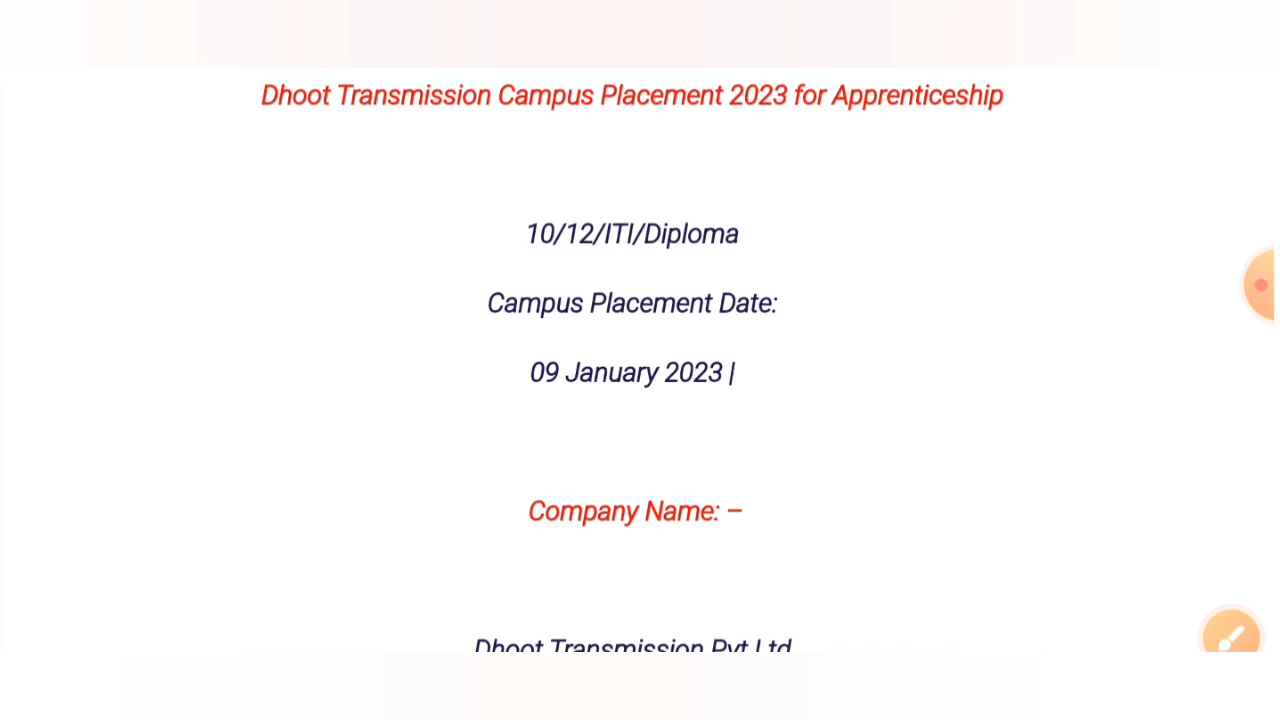 Dhoot Transmission Campus Placement 2023 for Apprenticeship
10/12/ITI/Diploma
Campus Placement Date:
09 January 2023 |
Company Name: –
Dhoot Transmission Pvt Ltd